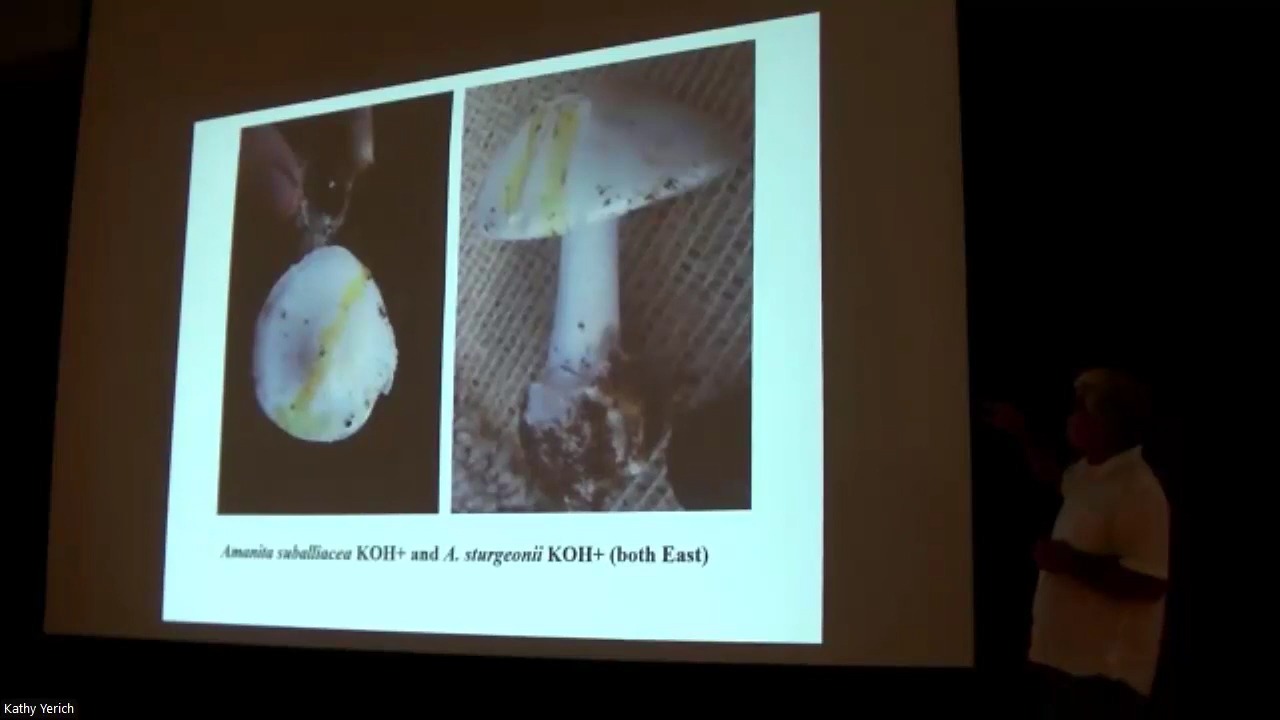 Amanita suballiacea KOH+ and A. sturgeonii KOH+ (both East)
Kathy Yerich